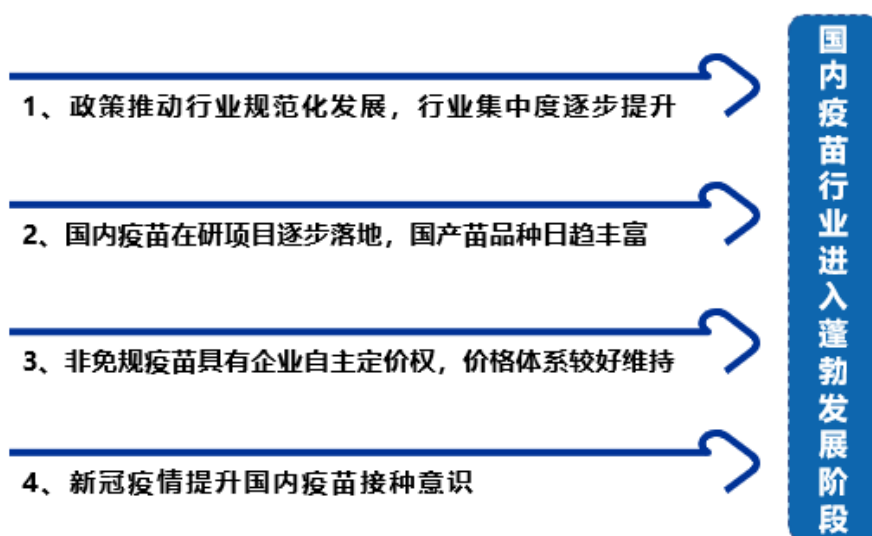 1、政策推动行业规范化发展，行业集中度逐步提升
2、国内疫苗在研项目逐步落地，国产苗品种日趋丰富
3、非免规疫苗具有企业自主定价权，价格体系较好维持
4、新冠疫情提升国内疫苗接种意识
国内疫苗行业进入蓬勃发展阶段